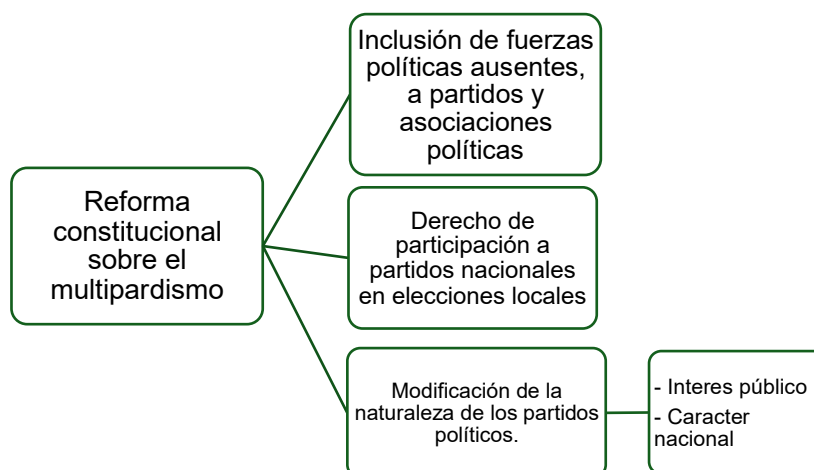 Reforma
constitucional
sobre el
multipardismo
Inclusión de fuerzas
políticas ausentes,
a partidos y
asociaciones
políticas
Derecho de
participación a
partidos nacionales
en elecciones locales
Modificación de la
naturaleza de los partidos
políticos.
- Interes público
- Caracter
nacional